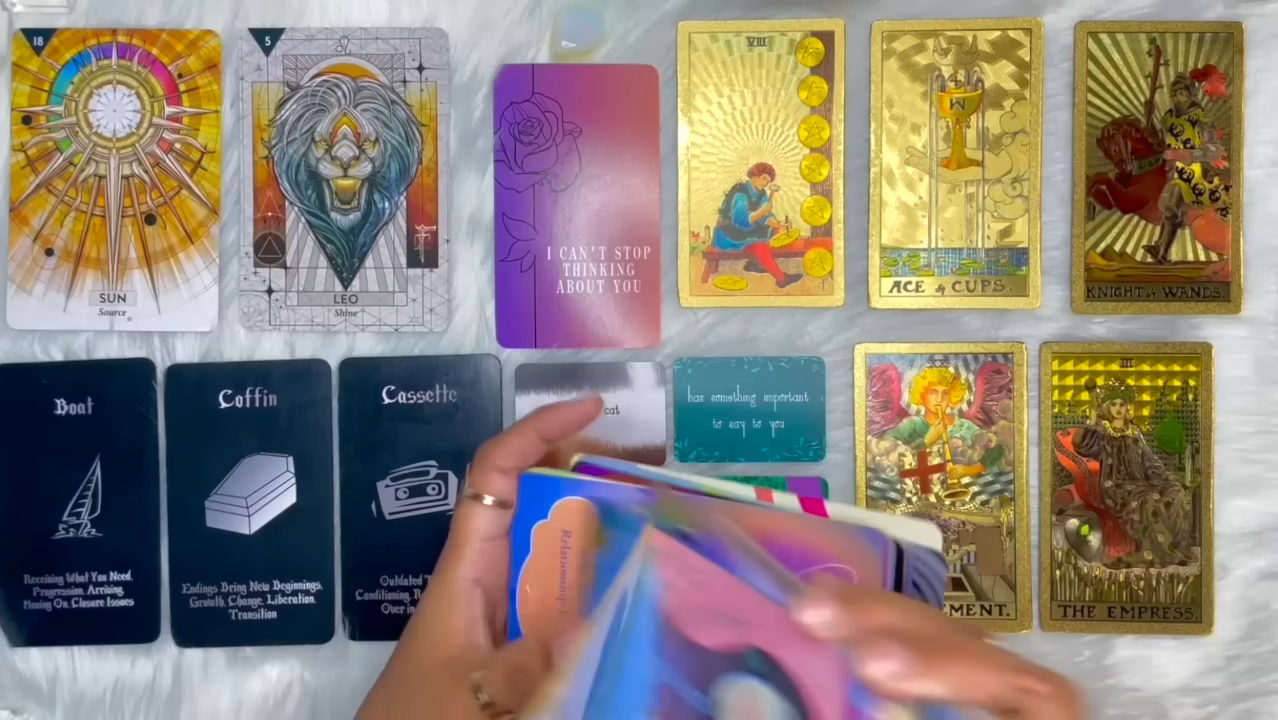 18
SUN
Source
5
LEO
Shine
I CAN'T STOP
THINKING
ABOUT YOU
VIII
ACE of CUPS.
KNIGHT of WANDS.
Boat
Receiving What You Need,
Progression, Arriving,
Moving On, Closure Issues
Coffin
Endings Bring New Beginnings,
Growth, Change, Liberation,
Transition
Cassette
Outdated
Conditioning,
Over
cat
has something important
to say to you
EMENT.
III
THE EMPRESS.